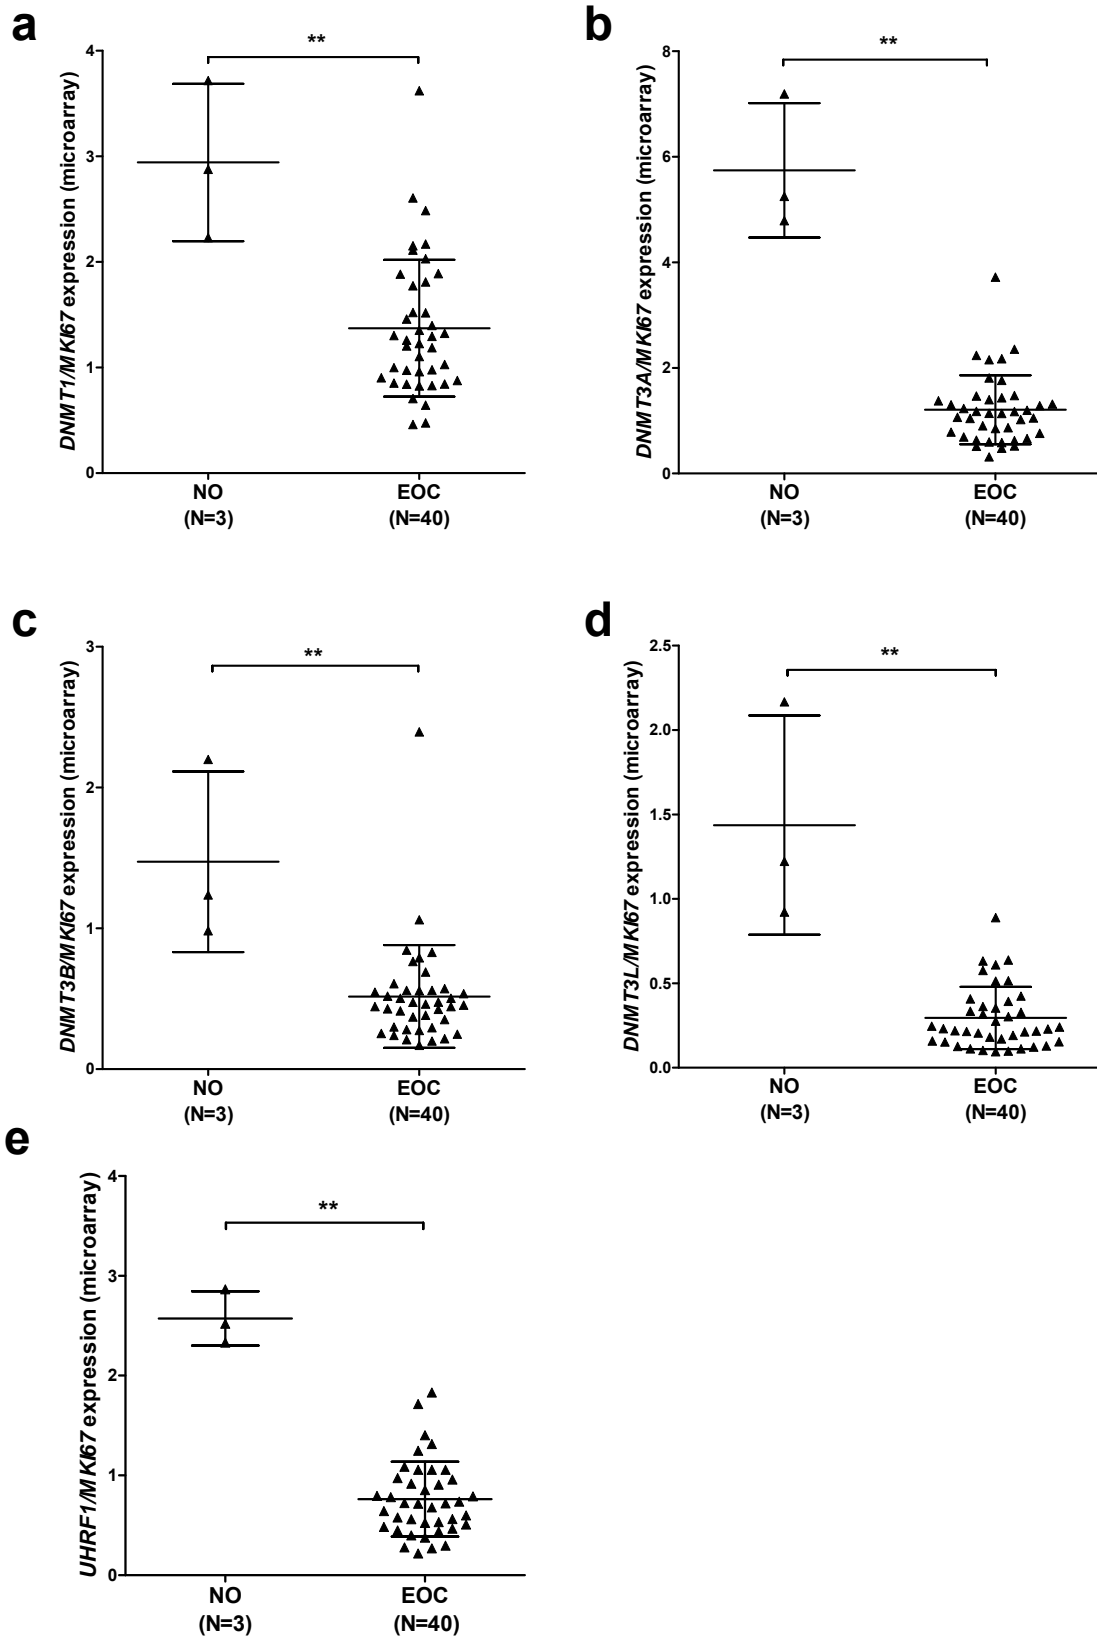 a
**
DNMT1/MKI67 expression (microarray)
4
3
2
1
0
NO
(N=3)
EOC
(N=40)
b
**
DNMT3A/MKI67 expression (microarray)
8
6
4
2
0
NO
(N=3)
EOC
(N=40)
c
**
DNMT3B/MKI67 expression (microarray)
3
2
1
0
NO
(N=3)
EOC
(N=40)
d
**
DNMT3L/MKI67 expression (microarray)
2.5
2.0
1.5
1.0
0.5
0.0
NO
(N=3)
EOC
(N=40)
e
**
UHRF1/MKI67 expression (microarray)
4
3
2
1
0
NO
(N=3)
EOC
(N=40)